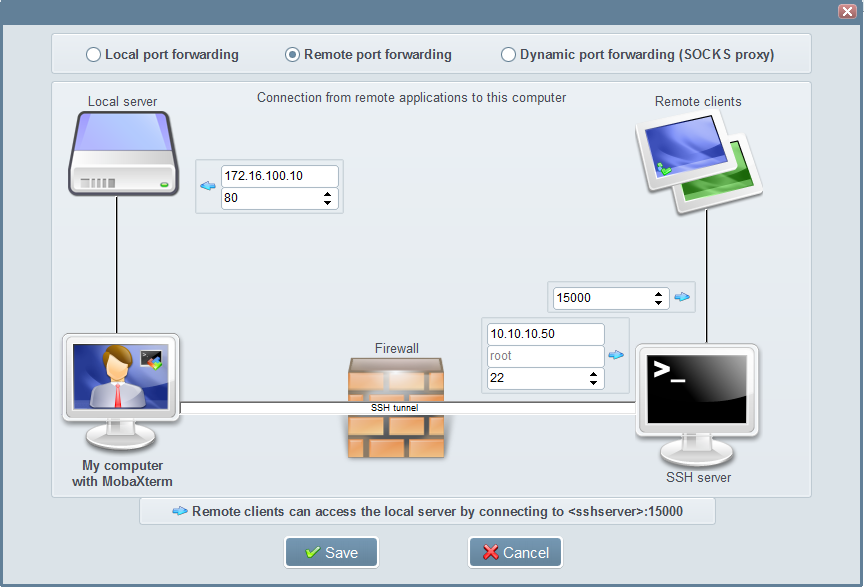 Local port forwarding
Remote port forwarding
Dynamic port forwarding (SOCKS proxy)
Connection from remote applications to this computer
Local server
Remote clients
172.16.100.10
80
15000
10.10.10.50
root
22
Firewall
SSH tunnel
>_
My computer
with MobaXterm
SSH server
Remote clients can access the local server by connecting to <sshserver>:15000
Save
Cancel